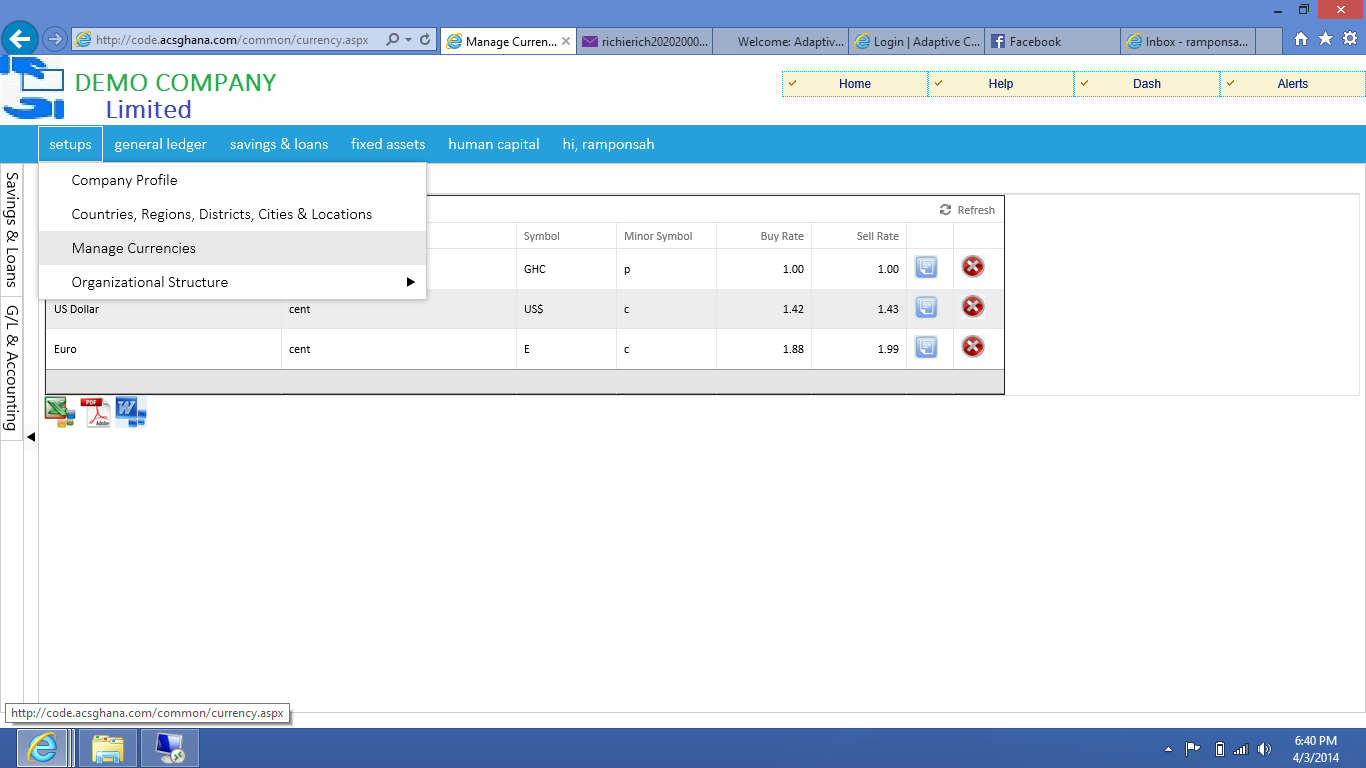 http://code.acsghana.com/common/currency.aspx
Manage Curren...
richierich20202000...
Welcome: Adaptiv...
Login | Adaptive C...
Facebook
Inbox - ramponsa...
DEMO COMPANY
Limited
Home
Help
Dash
Alerts
setups
general ledger
savings & loans
fixed assets
human capital
hi, ramponsah
Savings & Loans
G/L & Accounting
Company Profile
Countries, Regions, Districts, Cities & Locations
Manage Currencies
Organizational Structure
Refresh
Symbol Minor Symbol Buy Rate Sell Rate
GHC p 1.00 1.00
US Dollar cent US$ c 1.42 1.43
Euro cent E c 1.88 1.99
PDF
Adobe
http://code.acsghana.com/common/currency.aspx
6:40 PM
4/3/2014